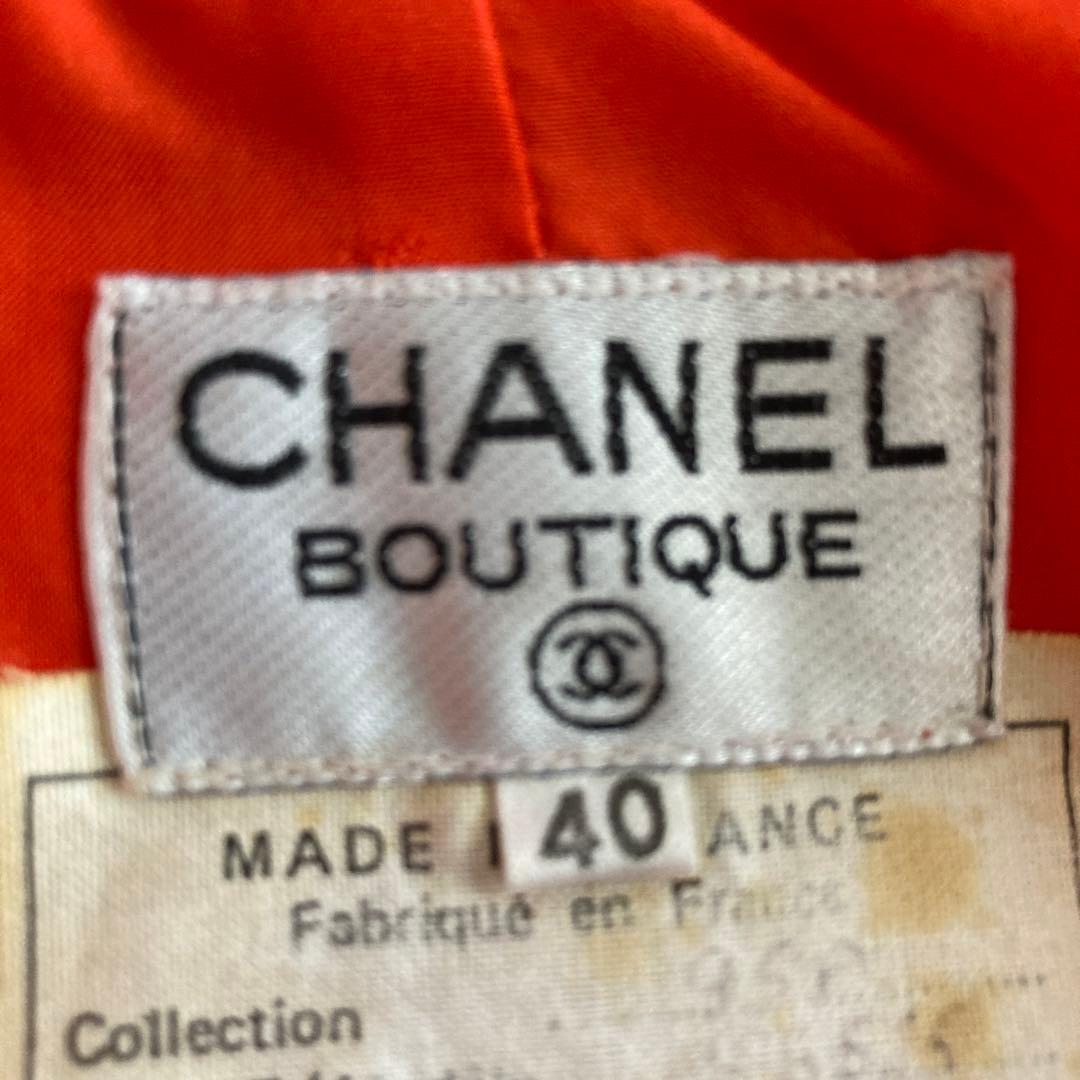 CHANEL
BOUTIQUE
40
MADE ANCE
Fabriqué en France
Collection